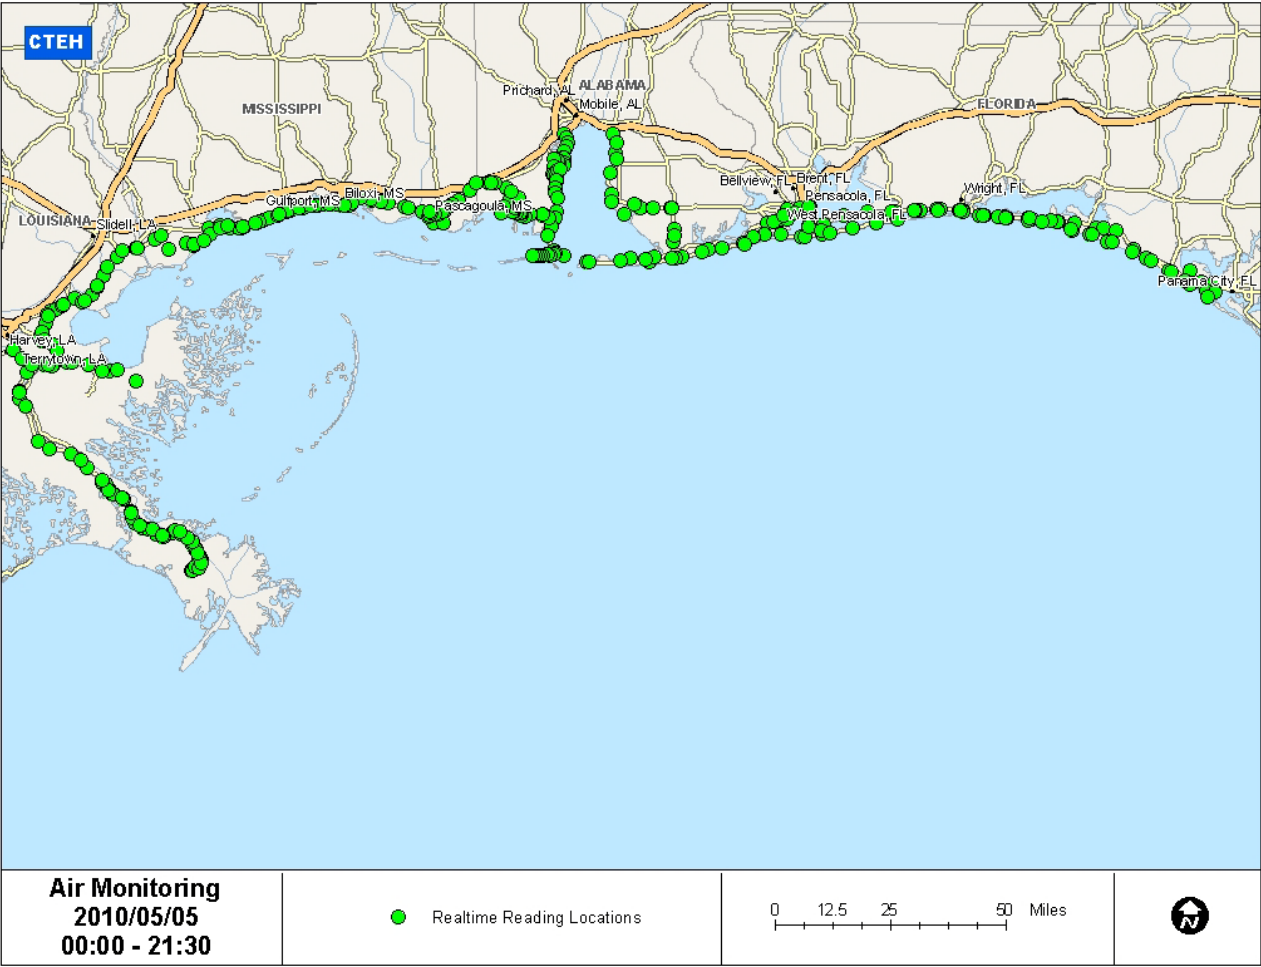 CTEH
Prichard, AL
ALABAMA
Mobile, AL
MISSISSIPPI
FLORIDA
Bellview, FL
Brent, FL
Wright, FL
Biloxi, MS
Pensacola, FL
Gulfport, MS
Pascagoula, MS
West Pensacola, FL
LOUISIANA
Slidell, LA
Panama City, FL
Harvey, LA
Terrytown, LA
Air Monitoring
2010/05/05
00:00 - 21:30
Realtime Reading Locations
0 12.5 25 50 Miles
N